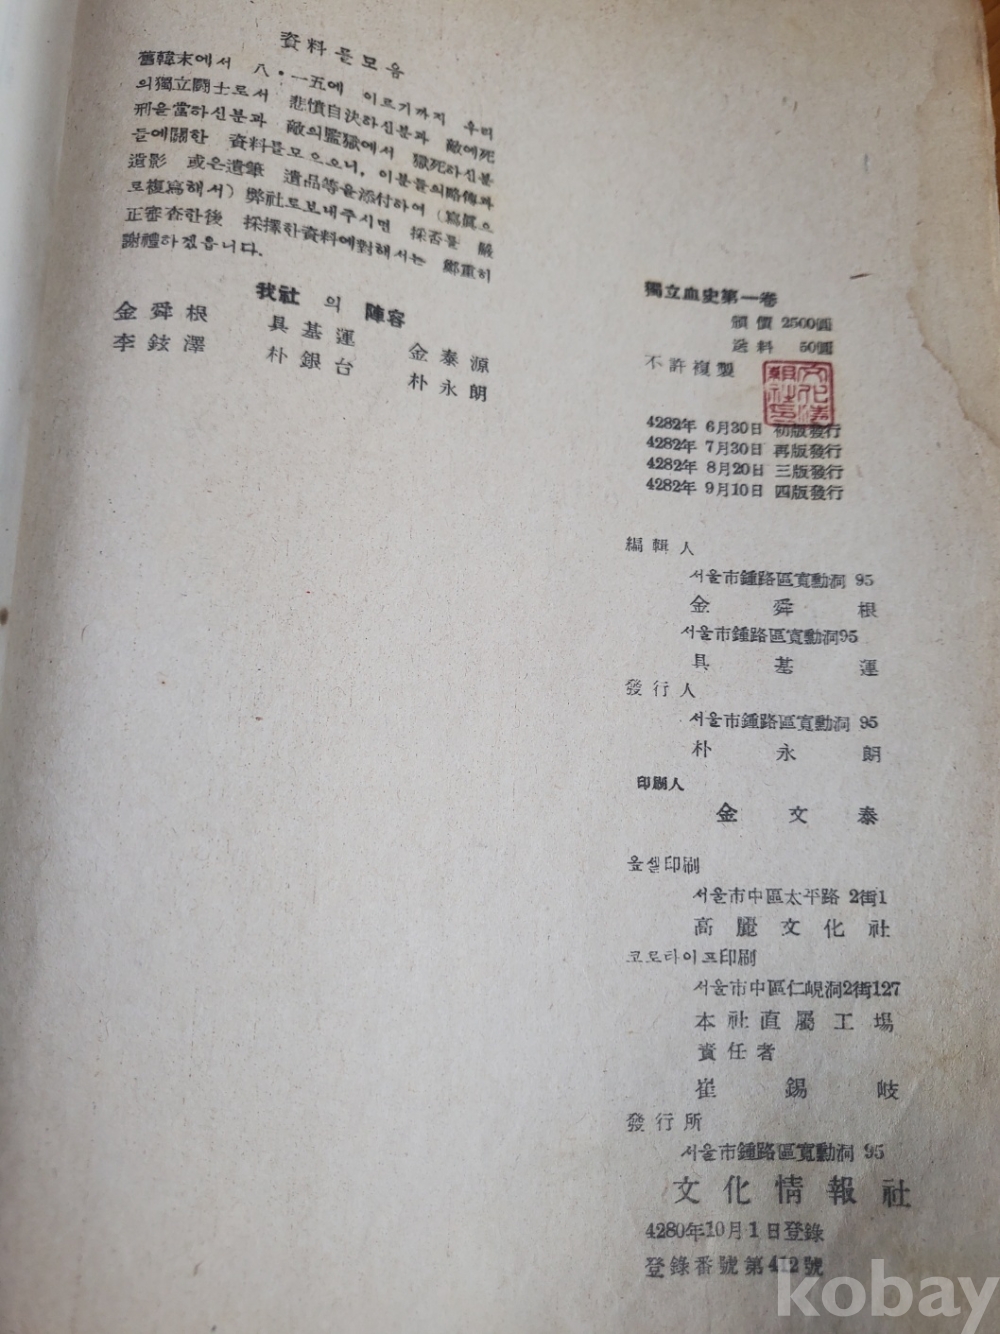 資料를모음
舊韓末에서 八•一五에 이르기까지 우리
의獨立鬪士로서 悲憤自決하신분과 敵에死
刑을當하신분과 敵의監獄에서 獄死하신분
들에關한 資料를모으오니, 이분들의略傳과
遺影 或은遺筆 遺品等을添付하여 (寫眞으
로複寫해서) 弊社로보내주시면 採否를 嚴
正審査한後 採擇한資料에對해서는 鄭重히
謝禮하겠읍니다.
我社의 陣容
金舜根 具基運 金泰源
李鉉澤 朴銀台 朴永朗
獨立血史第一卷
頒價 2500圜
送料 50圜
不許複製
4282年 6月30日 初版發行
4282年 7月30日 再版發行
4282年 8月20日 三版發行
4282年 9月10日 四版發行
編輯人
서울市鍾路區寬勳洞 95
金舜根
서울市鍾路區寬勳洞95
具基運
發行人
서울市鍾路區寬勳洞 95
朴永朗
印刷人
金文泰
옾셑印刷
서울市中區太平路 2街1
高麗文化社
코로타이프印刷
서울市中區仁峴洞2街127
本社直屬工場
責任者
崔錫岐
發行所
서울市鍾路區寬勳洞 95
文化情報社
4280年10月1日登錄
登錄番號第412號
kobay